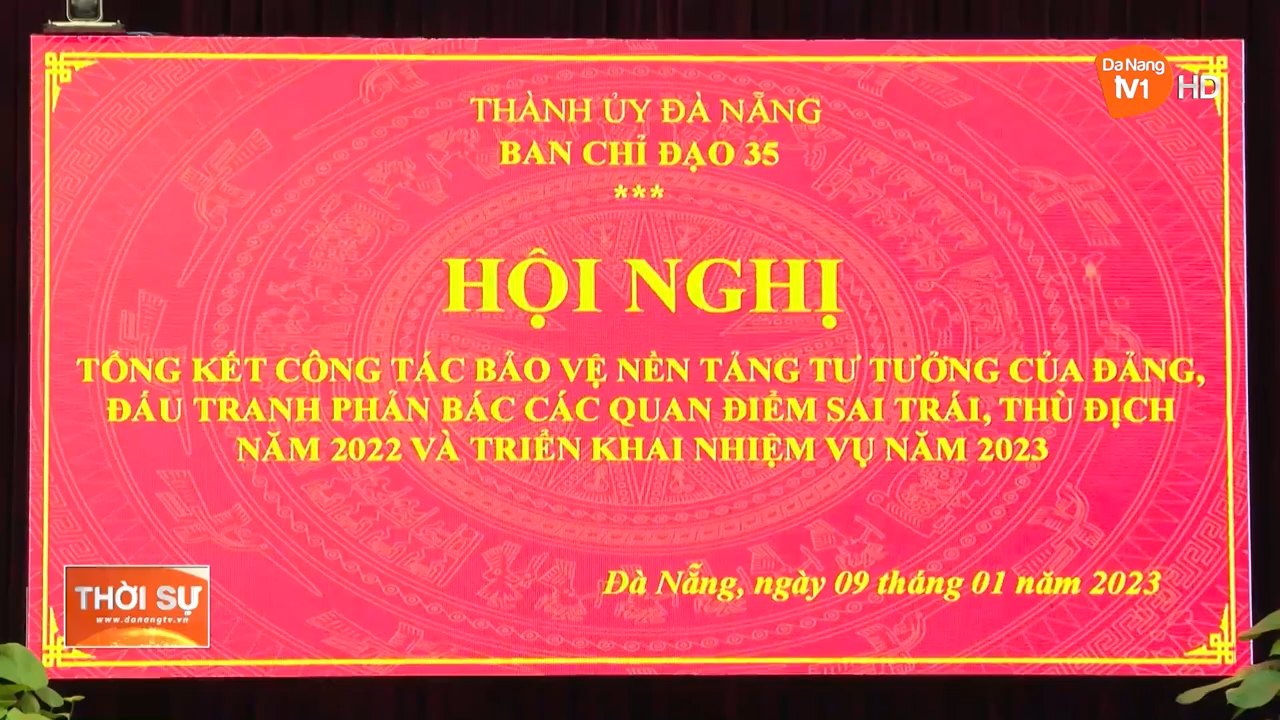 Da Nang
tv1 HD
THÀNH ỦY ĐÀ NẴNG
BAN CHỈ ĐẠO 35
***
HỘI NGHỊ
TỔNG KẾT CÔNG TÁC BẢO VỆ NỀN TẢNG TƯ TƯỞNG CỦA ĐẢNG,
ĐẤU TRANH PHẢN BÁC CÁC QUAN ĐIỂM SAI TRÁI, THÙ ĐỊCH
NĂM 2022 VÀ TRIỂN KHAI NHIỆM VỤ NĂM 2023
Đà Nẵng, ngày 09 tháng 01 năm 2023
THỜI SỰ
www.danangtv.vn